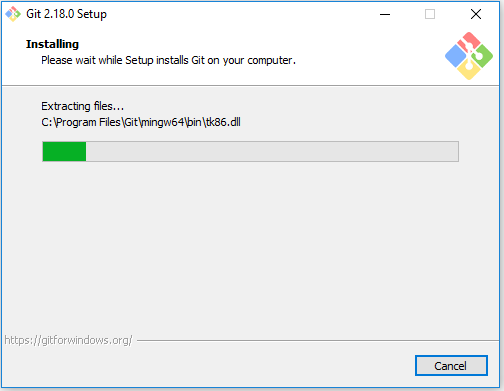 Git 2.18.0 Setup
Installing
Please wait while Setup installs Git on your computer.
Extracting files...
C:\Program Files\Git\mingw64\bin\tk86.dll
https://gitforwindows.org/
Cancel